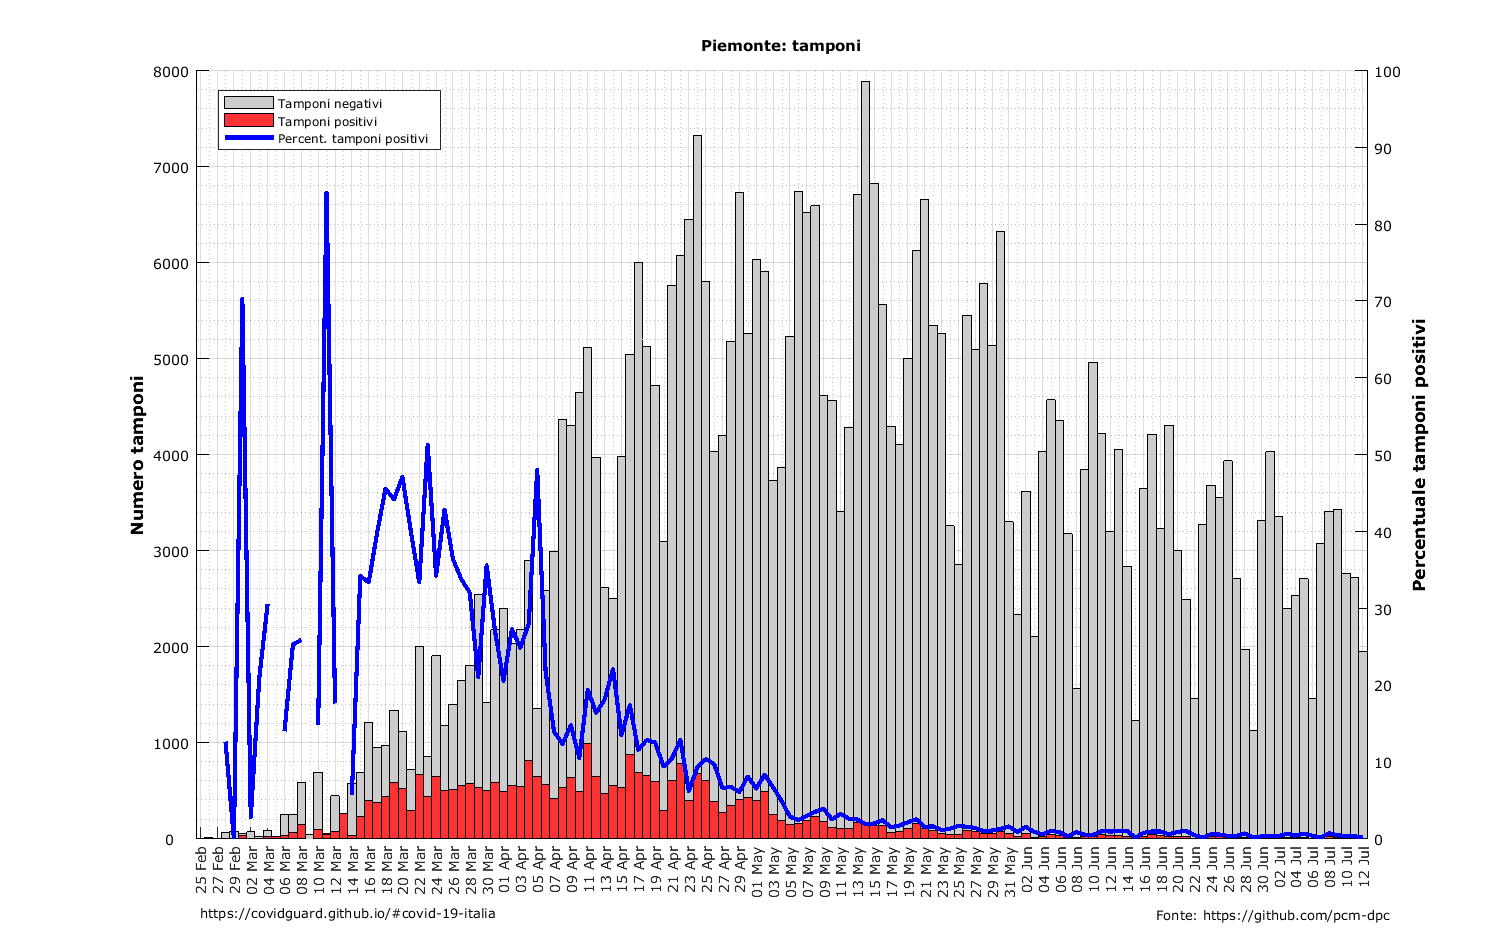 Piemonte: tamponi
8000
7000
6000
5000
4000
3000
2000
1000
0
100
90
80
70
60
50
40
30
20
10
0
Tamponi negativi
Tamponi positivi
Percent. tamponi positivi
Numero tamponi
Percentuale tamponi positivi
25 Feb
27 Feb
29 Feb
02 Mar
04 Mar
06 Mar
08 Mar
10 Mar
12 Mar
14 Mar
16 Mar
18 Mar
20 Mar
22 Mar
24 Mar
26 Mar
28 Mar
30 Mar
01 Apr
03 Apr
05 Apr
07 Apr
09 Apr
11 Apr
13 Apr
15 Apr
17 Apr
19 Apr
21 Apr
23 Apr
25 Apr
27 Apr
29 Apr
01 May
03 May
05 May
07 May
09 May
11 May
13 May
15 May
17 May
19 May
21 May
23 May
25 May
27 May
29 May
31 May
02 Jun
04 Jun
06 Jun
08 Jun
10 Jun
12 Jun
14 Jun
16 Jun
18 Jun
20 Jun
22 Jun
24 Jun
26 Jun
28 Jun
30 Jun
02 Jul
04 Jul
06 Jul
08 Jul
10 Jul
12 Jul
https://covidguard.github.io/#covid-19-italia
Fonte: https://github.com/pcm-dpc